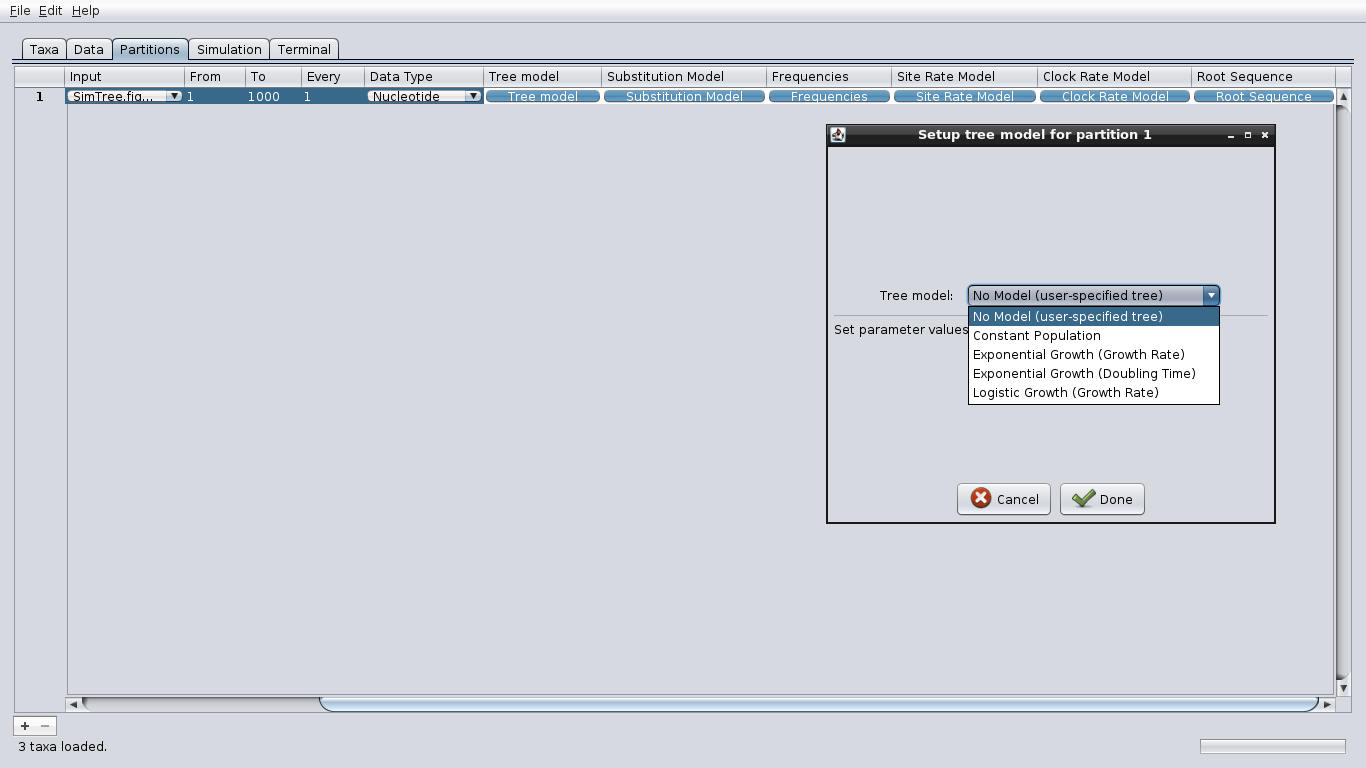 File Edit Help
Taxa Data Partitions Simulation Terminal
Input From To Every Data Type Tree model Substitution Model Frequencies Site Rate Model Clock Rate Model Root Sequence
1 SimTree.fig... 1 1000 1 Nucleotide Tree model Substitution Model Frequencies Site Rate Model Clock Rate Model Root Sequence
Setup tree model for partition 1
Tree model: No Model (user-specified tree)
No Model (user-specified tree)
Set parameter values
Constant Population
Exponential Growth (Growth Rate)
Exponential Growth (Doubling Time)
Logistic Growth (Growth Rate)
Cancel Done
3 taxa loaded.